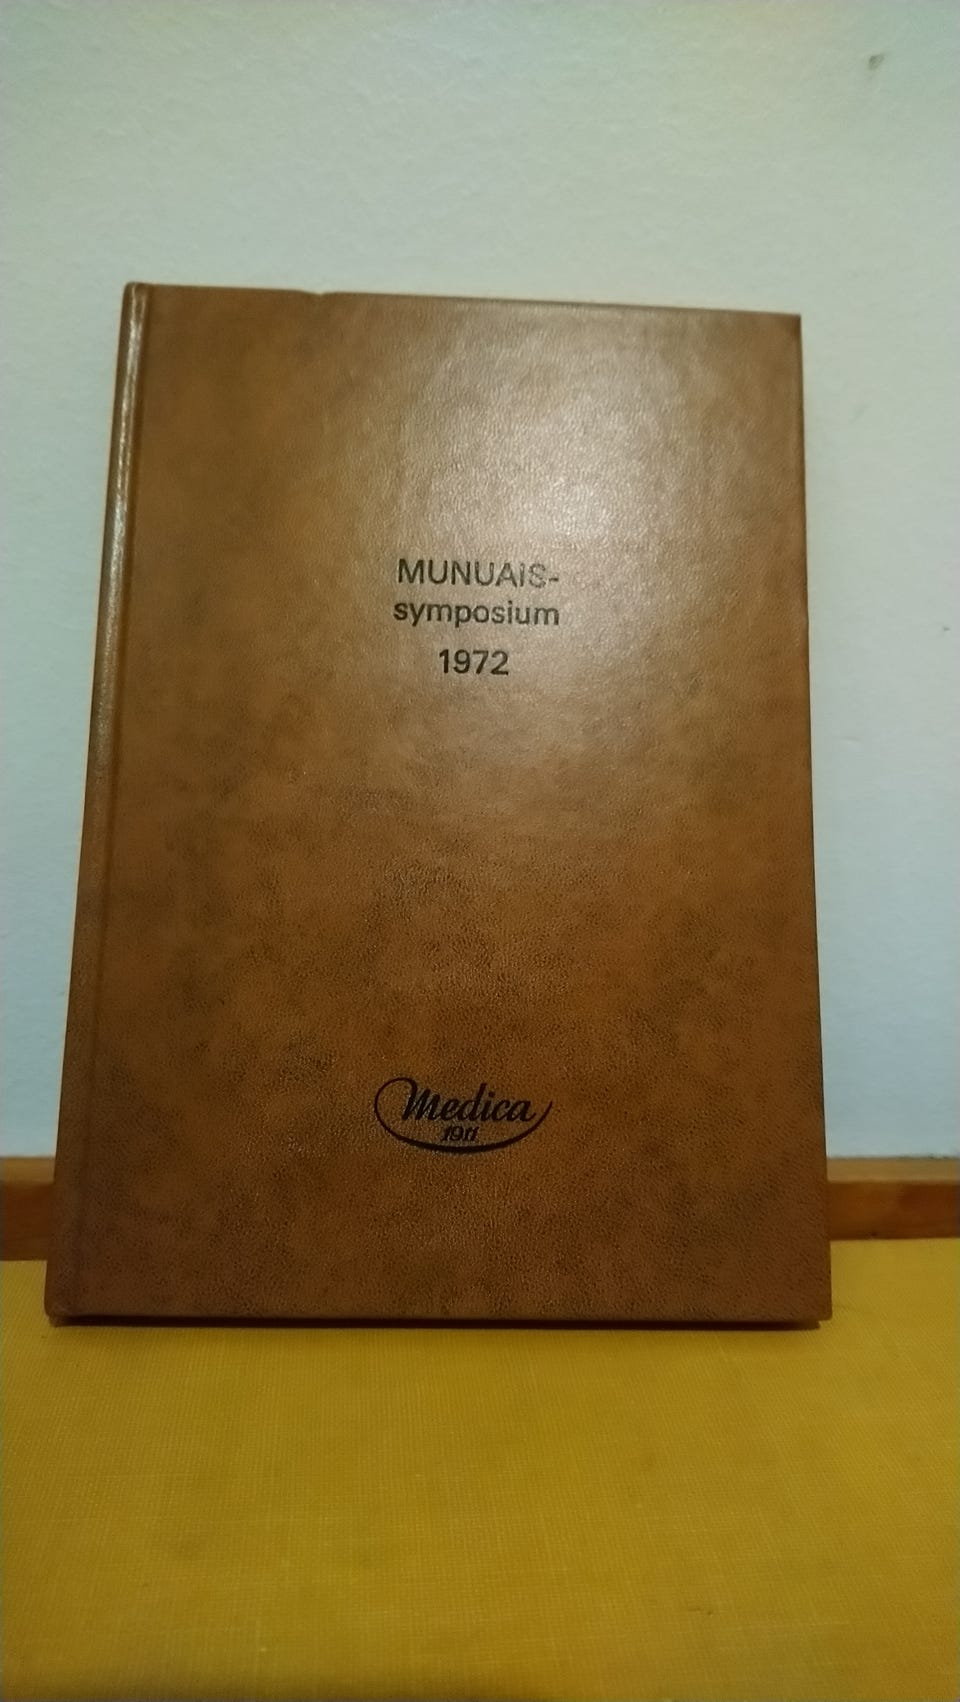 MUNUAIS-
symposium
1972
Medica
1911